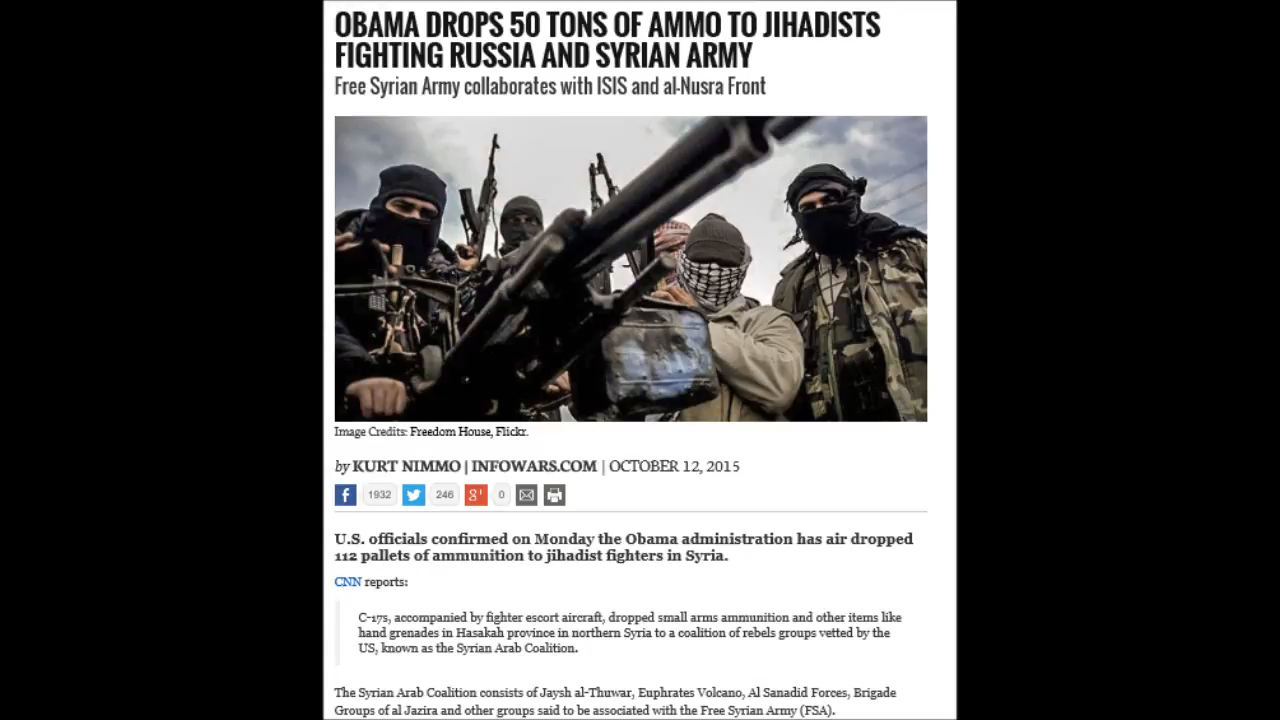 OBAMA DROPS 50 TONS OF AMMO TO JIHADISTS
FIGHTING RUSSIA AND SYRIAN ARMY
Free Syrian Army collaborates with ISIS and al-Nusra Front
Image Credits: Freedom House, Flickr.
by KURT NIMMO | INFOWARS.COM | OCTOBER 12, 2015
f 1932 246 g+ 0
U.S. officials confirmed on Monday the Obama administration has air dropped
112 pallets of ammunition to jihadist fighters in Syria.
CNN reports:
C-17s, accompanied by fighter escort aircraft, dropped small arms ammunition and other items like
hand grenades in Hasakah province in northern Syria to a coalition of rebels groups vetted by the
US, known as the Syrian Arab Coalition.
The Syrian Arab Coalition consists of Jaysh al-Thuwar, Euphrates Volcano, Al Sanadid Forces, Brigade
Groups of al Jazira and other groups said to be associated with the Free Syrian Army (FSA).